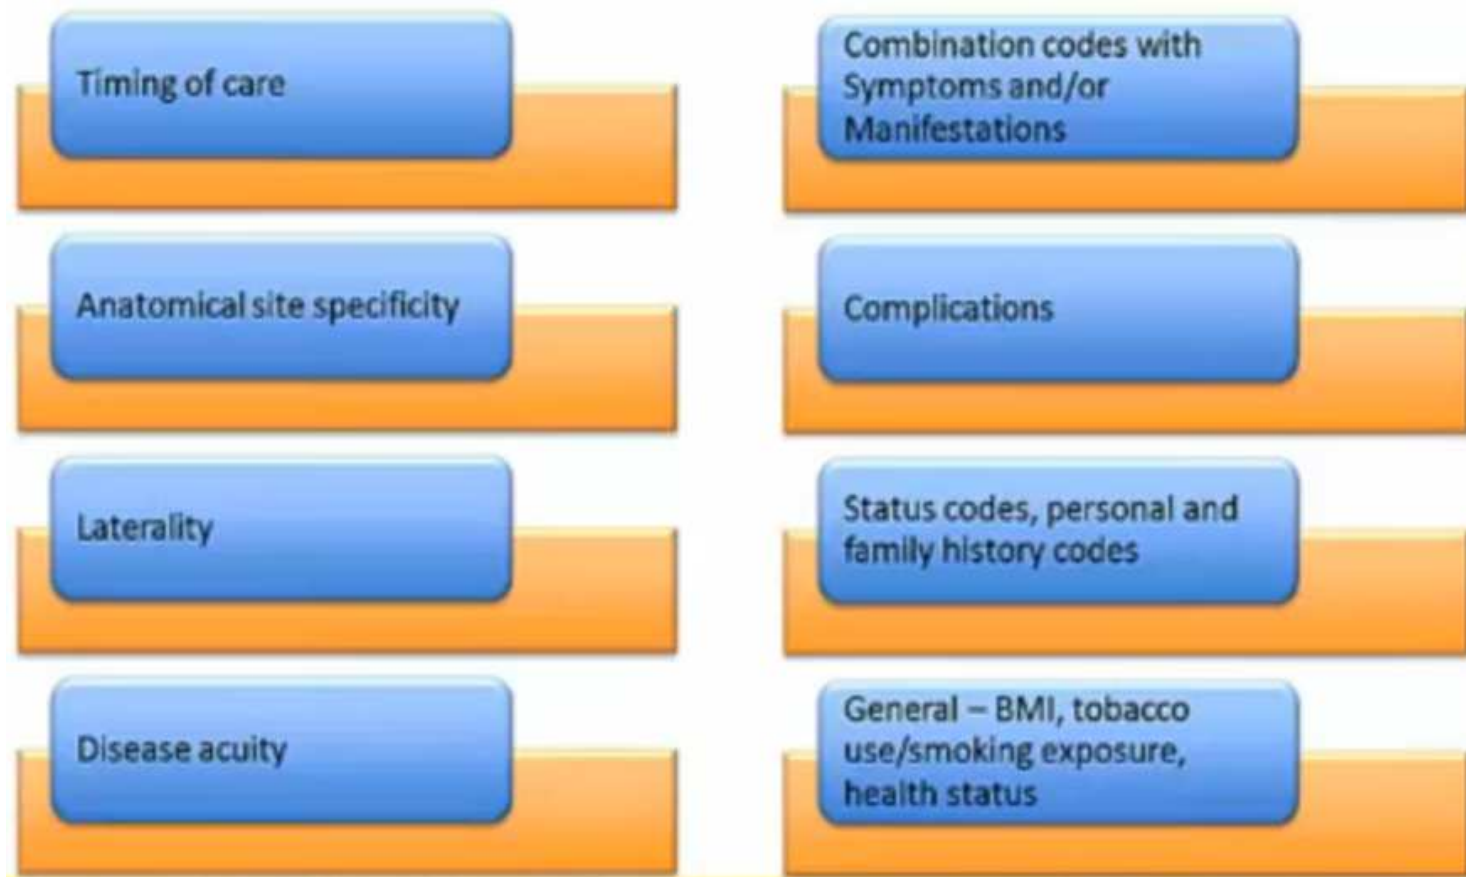 Timing of care
Anatomical site specificity
Laterality
Disease acuity
Combination codes with
Symptoms and/or
Manifestations
Complications
Status codes, personal and
family history codes
General – BMI, tobacco
use/smoking exposure,
health status